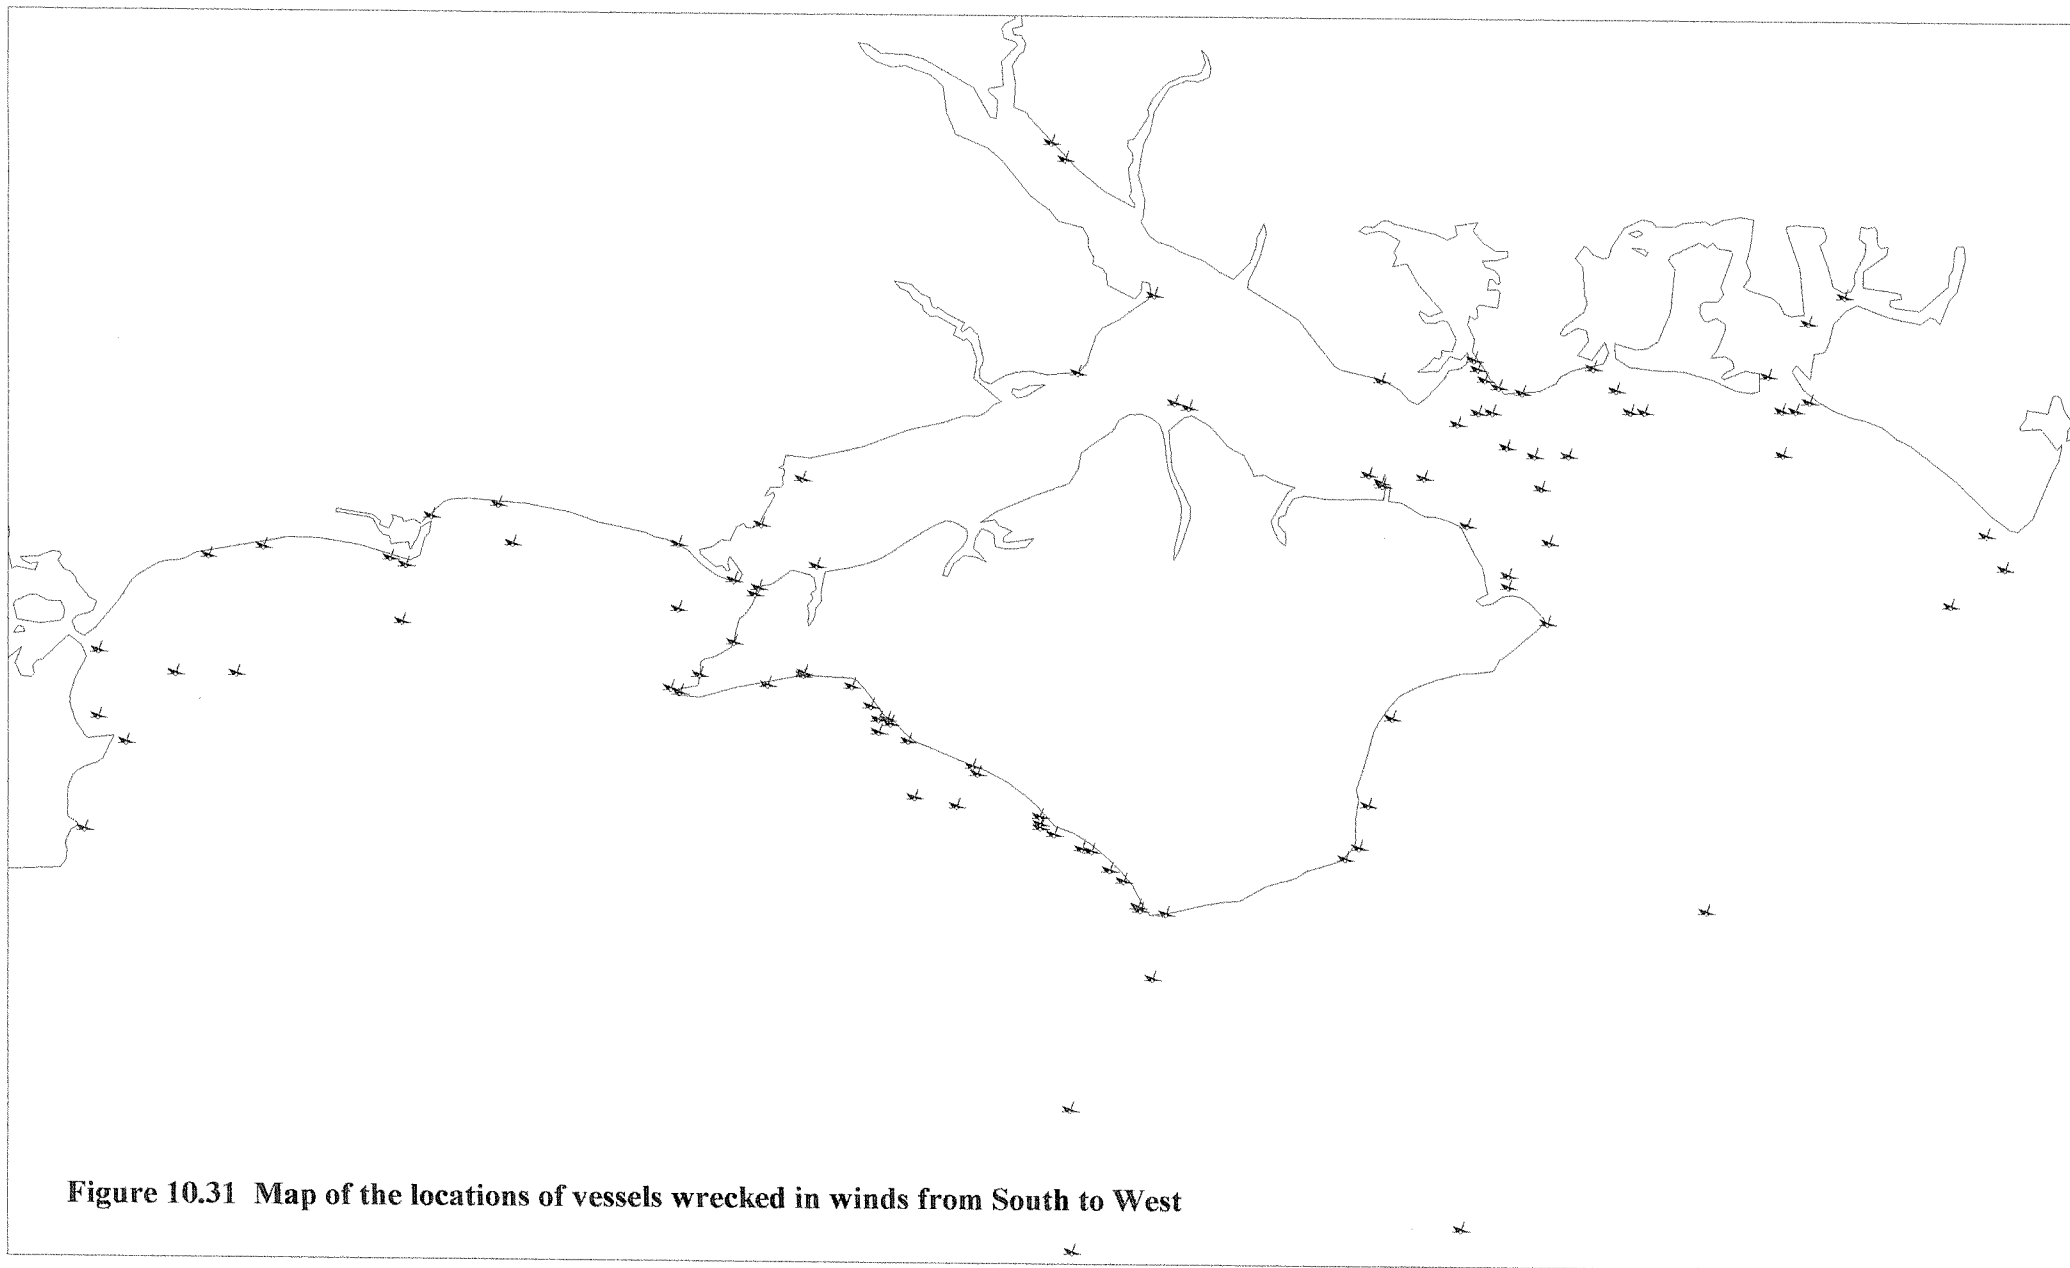 Figure 10.31 Map of the locations of vessels wrecked in winds from South to West